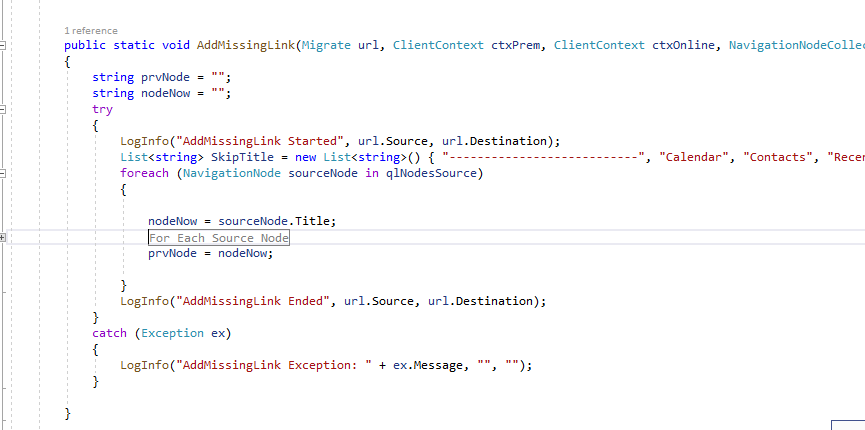 1 reference
public static void AddMissingLink(Migrate url, ClientContext ctxPrem, ClientContext ctxOnline, NavigationNodeCollec
{
string prvNode = "";
string nodeNow = "";
try
{
LogInfo("AddMissingLink Started", url.Source, url.Destination);
List<string> SkipTitle = new List<string>() { "---------------------------", "Calendar", "Contacts", "Recen
foreach (NavigationNode sourceNode in qlNodesSource)
{
nodeNow = sourceNode.Title;
For Each Source Node
prvNode = nodeNow;
}
LogInfo("AddMissingLink Ended", url.Source, url.Destination);
}
catch (Exception ex)
{
LogInfo("AddMissingLink Exception: " + ex.Message, "", "");
}
}